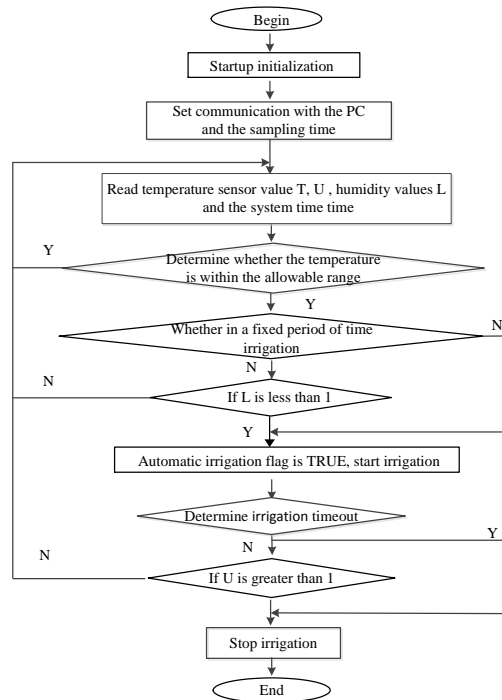 Begin
Startup initialization
Set communication with the PC
and the sampling time
Read temperature sensor value T, U , humidity values L
and the system time time
Y
Determine whether the temperature
is within the allowable range
Y
Whether in a fixed period of time
irrigation
N
N
N
If L is less than 1
Y
Automatic irrigation flag is TRUE, start irrigation
Determine irrigation timeout
Y
N
N
If U is greater than 1
Stop irrigation
End